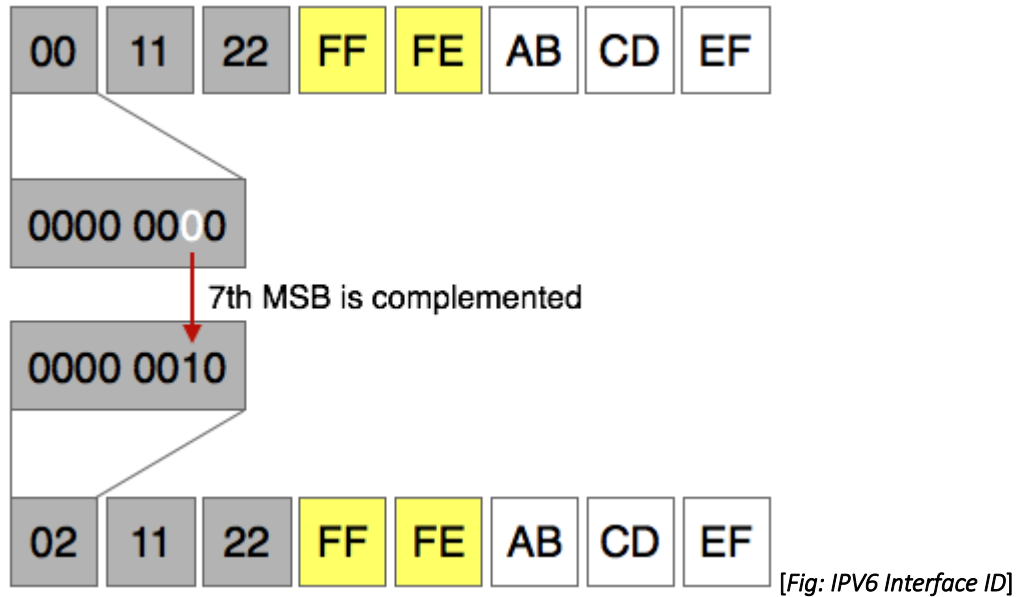 00 11 22 FF FE AB CD EF
0000 0000
7th MSB is complemented
0000 0010
02 11 22 FF FE AB CD EF
[Fig: IPV6 Interface ID]